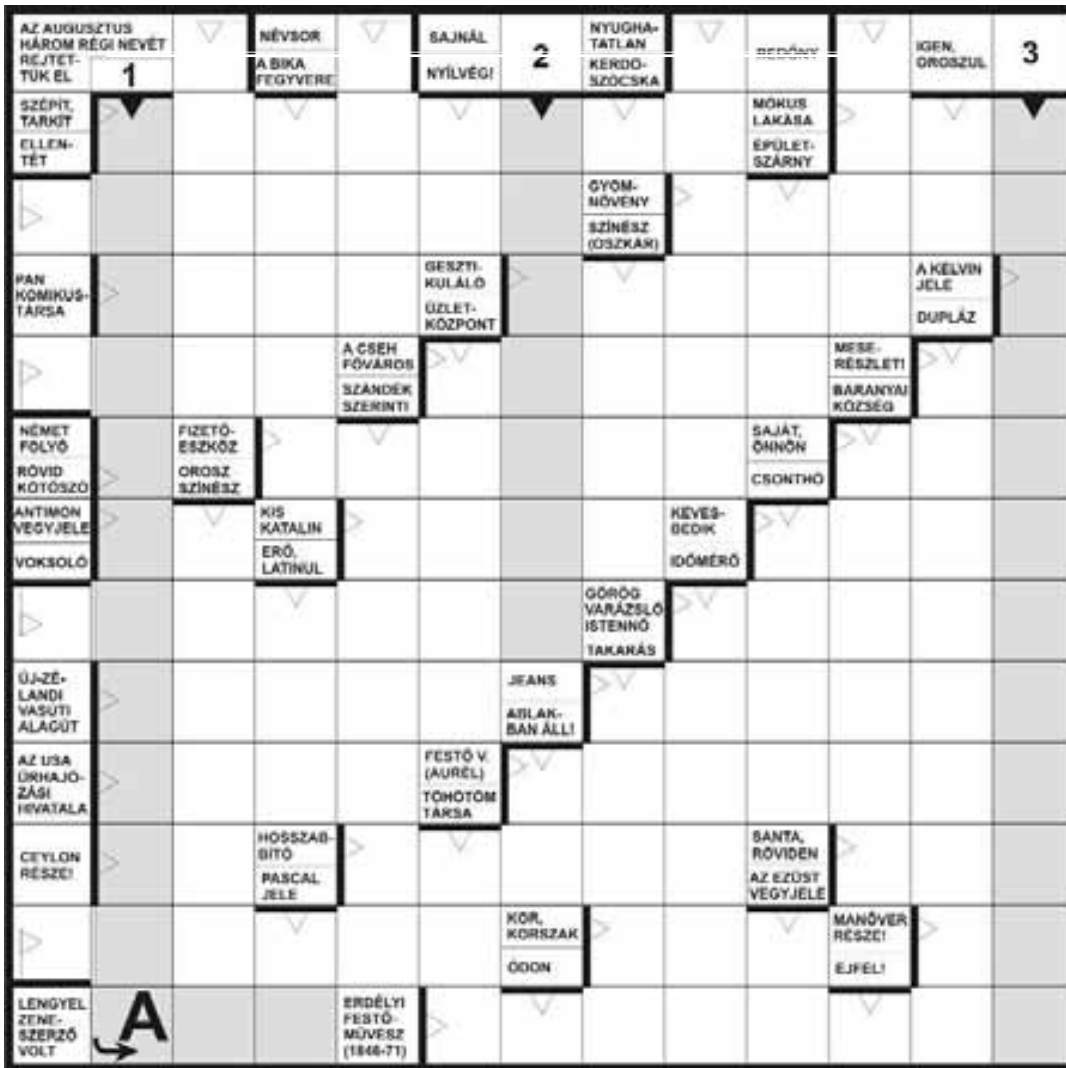 AZ AUGUSZTUS
HÁROM RÉGI NEVÉT
REJTET-
TÜK EL
1
NÉVSOR
A BIKA
FEGYVERE
SAJNÁL
NYÍLVÉG!
2
NYUGHA-
TATLAN
KÉRDŐ-
SZÓCSKA
REDŐNY
IGEN,
OROSZUL
3
SZÉPÍT,
TARKÍT
ELLEN-
TÉT
MÓKUS
LAKÁSA
ÉPÜLET-
SZÁRNY
GYOM-
NÖVÉNY
SZÍNÉSZ
(OSZKÁR)
PAN
KOMIKUS-
TÁRSA
GESZTI-
KULÁLÓ
ÜZLET-
KÖZPONT
A KELVIN
JELE
DUPLÁZ
A CSEH
FŐVÁROS
SZÁNDÉK
SZERINTI
MESE-
RÉSZLET!
BARANYAI
KÖZSÉG
NÉMET
FOLYÓ
RÖVID
KÖTŐSZÓ
FIZETŐ-
ESZKÖZ
OROSZ
SZÍNÉSZ
SAJÁT,
ÖNNÖN
CSONTHÓ
ANTIMON
VEGYJELE
VOKSOLÓ
KIS
KATALIN
ERŐ,
LATINUL
KEVES-
BEDIK
IDŐMÉRŐ
GÖRÖG
VARÁZSLÓ
ISTENNŐ
TAKARÁS
ÚJ-ZÉ-
LANDI
VASÚTI
ALAGÚT
JEANS
ABLAK-
BAN ÁLL!
AZ USA
ŰRHAJÓ-
ZÁSI
HIVATALA
FESTŐ V.
(AURÉL)
TÖHÖTÖM
TÁRSA
CEYLON
RÉSZE!
HOSSZAB-
BÍTÓ
PASCAL
JELE
SÁNTA,
RÖVIDEN
AZ EZÜST
VEGYJELE
KOR,
KORSZAK
ÓDON
MANŐVER
RÉSZE!
ÉJFÉL!
LENGYEL
ZENE-
SZERZŐ
VOLT
A
ERDÉLYI
FESTŐ-
MŰVÉSZ
(1846-71)